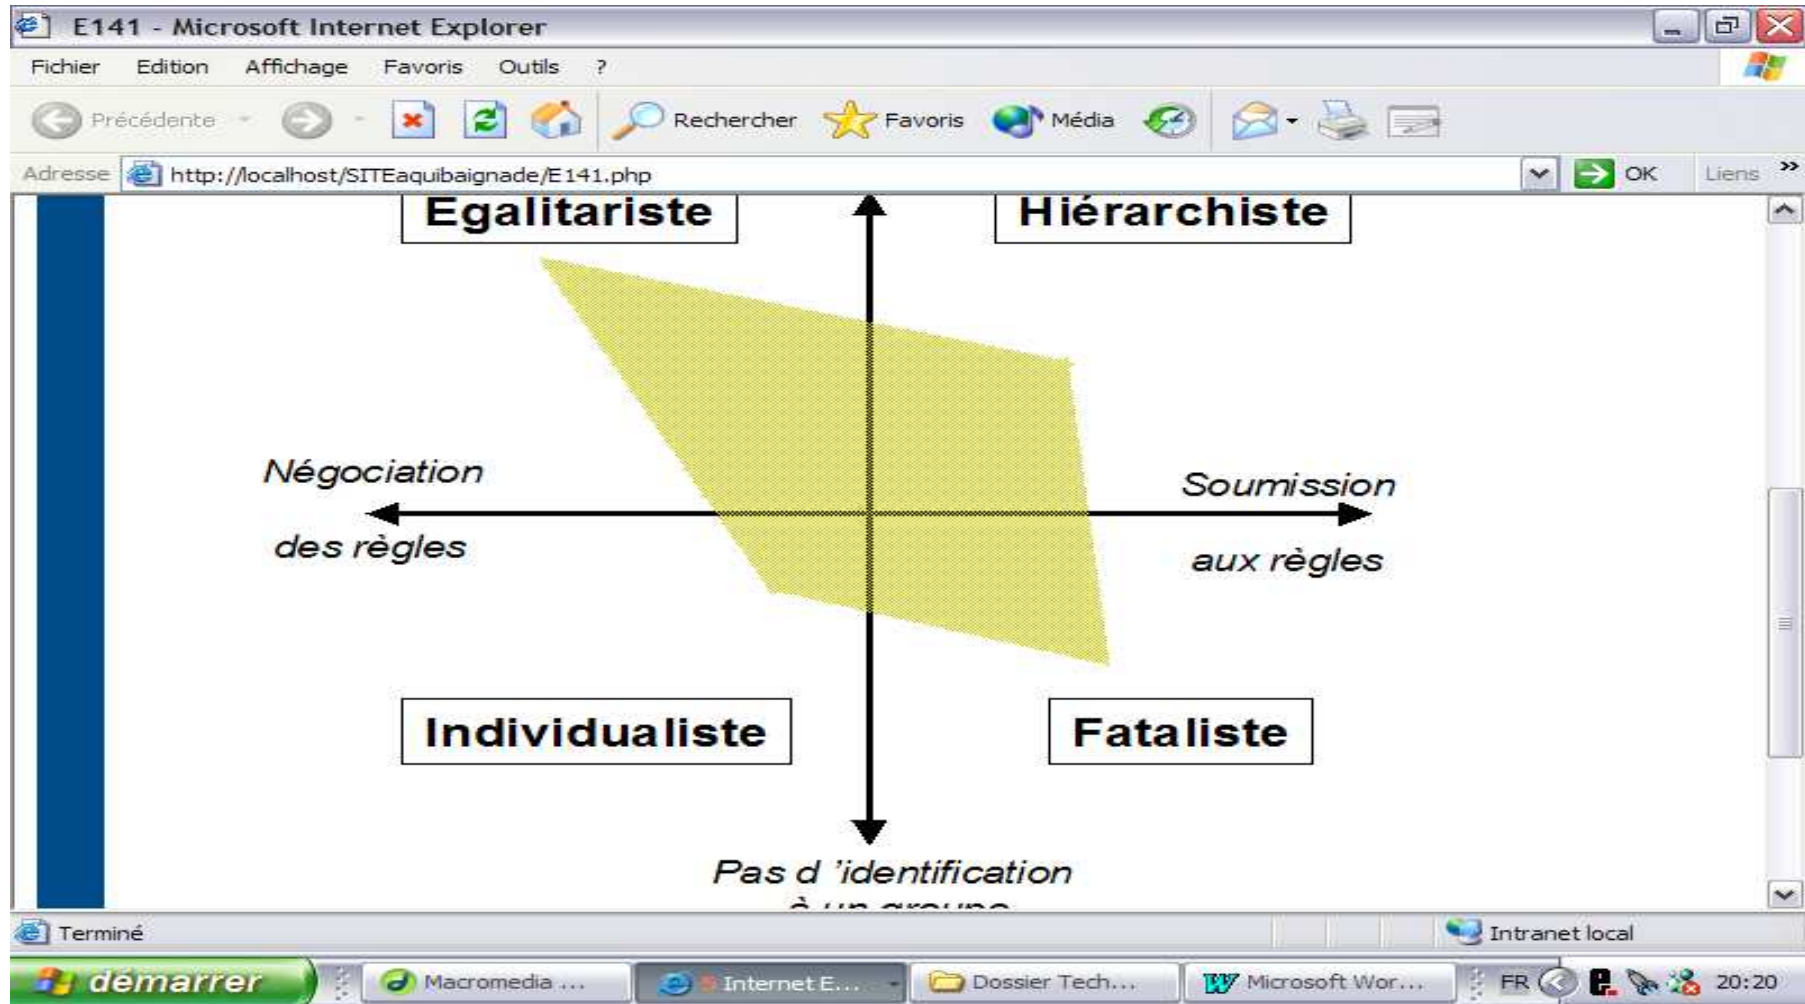 E141 - Microsoft Internet Explorer
Fichier Edition Affichage Favoris Outils ?
Précédente Rechercher Favoris Média
Adresse http://localhost/SITEaquibaignade/E141.php OK Liens »
Egalitariste Hiérarchiste
Négociation Soumission
des règles aux règles
Individualiste Fataliste
Pas d 'identification
à un groupe
Terminé Intranet local
démarrer Macromedia ... Internet E... Dossier Tech... Microsoft Wor... FR 20:20